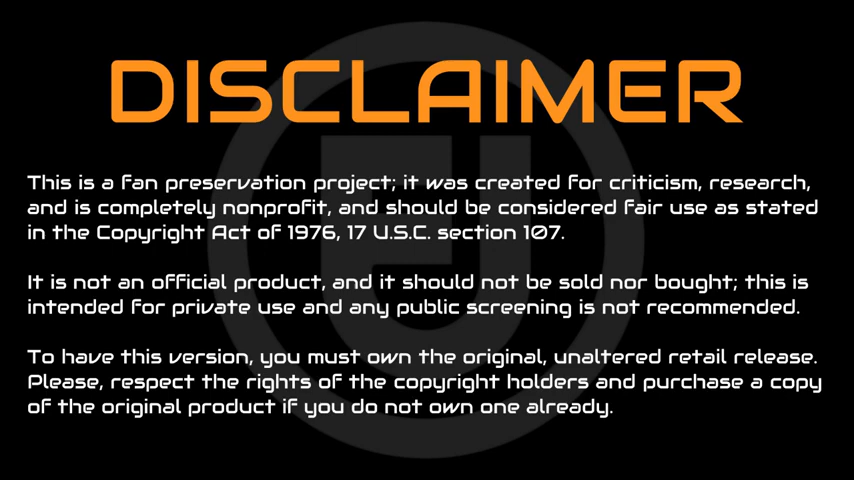 DISCLAIMER
This is a fan preservation project; it was created for criticism, research,
and is completely nonprofit, and should be considered fair use as stated
in the Copyright Act of 1976, 17 U.S.C. section 107.
It is not an official product, and it should not be sold nor bought; this is
intended for private use and any public screening is not recommended.
To have this version, you must own the original, unaltered retail release.
Please, respect the rights of the copyright holders and purchase a copy
of the original product if you do not own one already.